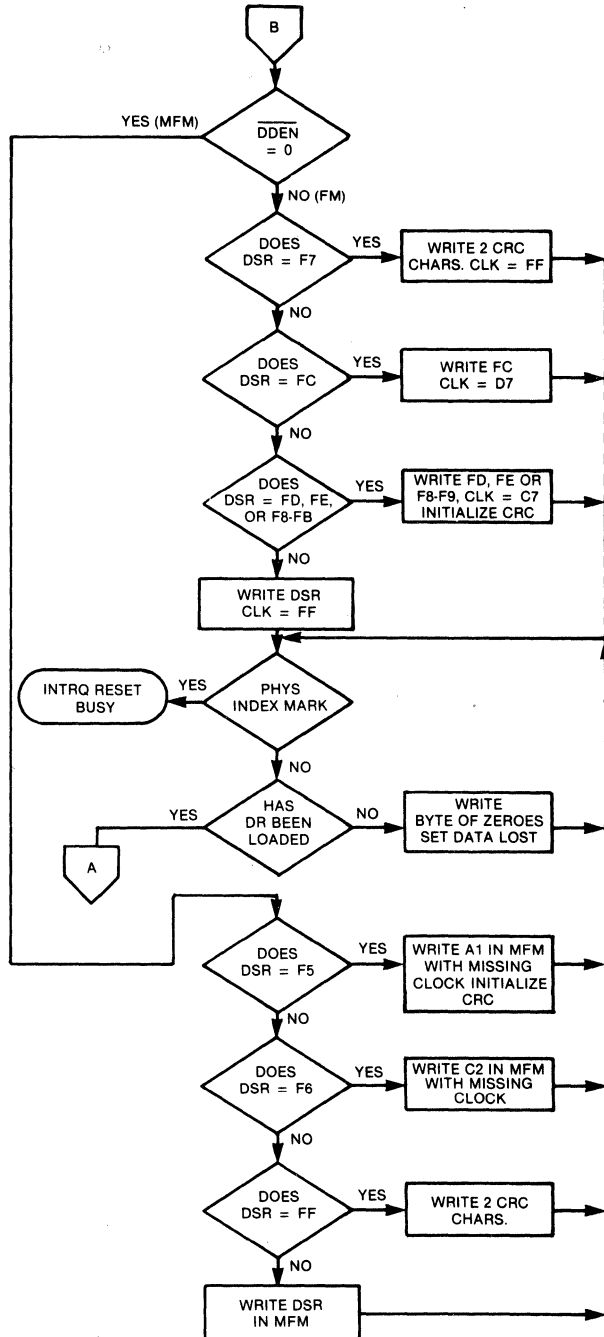 B
YES (MFM)
DDEN
= 0
NO (FM)
DOES
DSR = F7
YES
WRITE 2 CRC
CHARS. CLK = FF
NO
DOES
DSR = FC
YES
WRITE FC
CLK = D7
NO
DOES
DSR = FD, FE,
OR F8-FB
YES
WRITE FD, FE OR
F8-F9, CLK = C7
INITIALIZE CRC
NO
WRITE DSR
CLK = FF
INTRQ RESET
BUSY
YES
PHYS
INDEX MARK
NO
YES
HAS
DR BEEN
LOADED
NO
WRITE
BYTE OF ZEROES
SET DATA LOST
A
DOES
DSR = F5
YES
WRITE A1 IN MFM
WITH MISSING
CLOCK INITIALIZE
CRC
NO
DOES
DSR = F6
YES
WRITE C2 IN MFM
WITH MISSING
CLOCK
NO
DOES
DSR = FF
YES
WRITE 2 CRC
CHARS.
NO
WRITE DSR
IN MFM